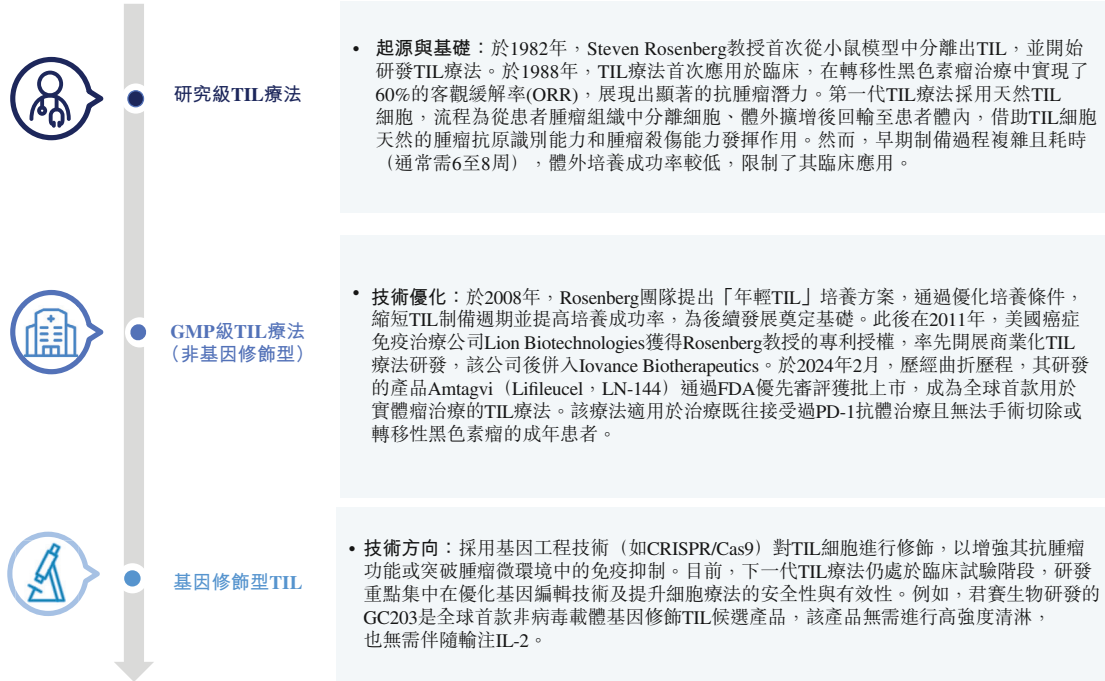 研究級TIL療法
• 起源與基礎：於1982年，Steven Rosenberg教授首次從小鼠模型中分離出TIL，並開始
研發TIL療法。於1988年，TIL療法首次應用於臨床，在轉移性黑色素瘤治療中實現了
60%的客觀緩解率(ORR)，展現出顯著的抗腫瘤潛力。第一代TIL療法採用天然TIL
細胞，流程為從患者腫瘤組織中分離細胞、體外擴增後回輸至患者體內，借助TIL細胞
天然的腫瘤抗原識別能力和腫瘤殺傷能力發揮作用。然而，早期制備過程複雜且耗時
（通常需6至8周），體外培養成功率較低，限制了其臨床應用。
GMP級TIL療法
（非基因修飾型）
• 技術優化：於2008年，Rosenberg團隊提出「年輕TIL」培養方案，通過優化培養條件，
縮短TIL制備週期並提高培養成功率，為後續發展奠定基礎。此後在2011年，美國癌症
免疫治療公司Lion Biotechnologies獲得Rosenberg教授的專利授權，率先開展商業化TIL
療法研發，該公司後併入Iovance Biotherapeutics。於2024年2月，歷經曲折歷程，其研發
的產品Amtagvi（Lifileucel，LN-144）通過FDA優先審評獲批上市，成為全球首款用於
實體瘤治療的TIL療法。該療法適用於治療既往接受過PD-1抗體治療且無法手術切除或
轉移性黑色素瘤的成年患者。
基因修飾型TIL
• 技術方向：採用基因工程技術（如CRISPR/Cas9）對TIL細胞進行修飾，以增強其抗腫瘤
功能或突破腫瘤微環境中的免疫抑制。目前，下一代TIL療法仍處於臨床試驗階段，研發
重點集中在優化基因編輯技術及提升細胞療法的安全性與有效性。例如，君賽生物研發的
GC203是全球首款非病毒載體基因修飾TIL候選產品，該產品無需進行高強度清淋，
也無需伴隨輸注IL-2。